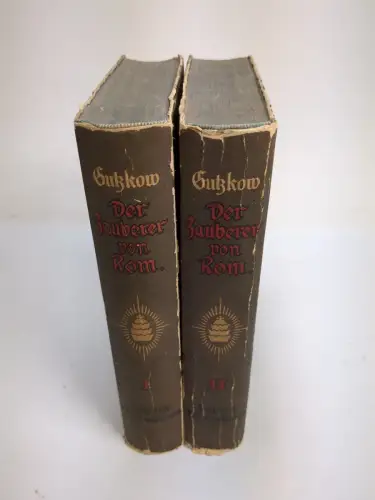 Gutzkow
Der
Zauberer
von
Rom.
I
Gutzkow
Der
Zauberer
von
Rom.
II